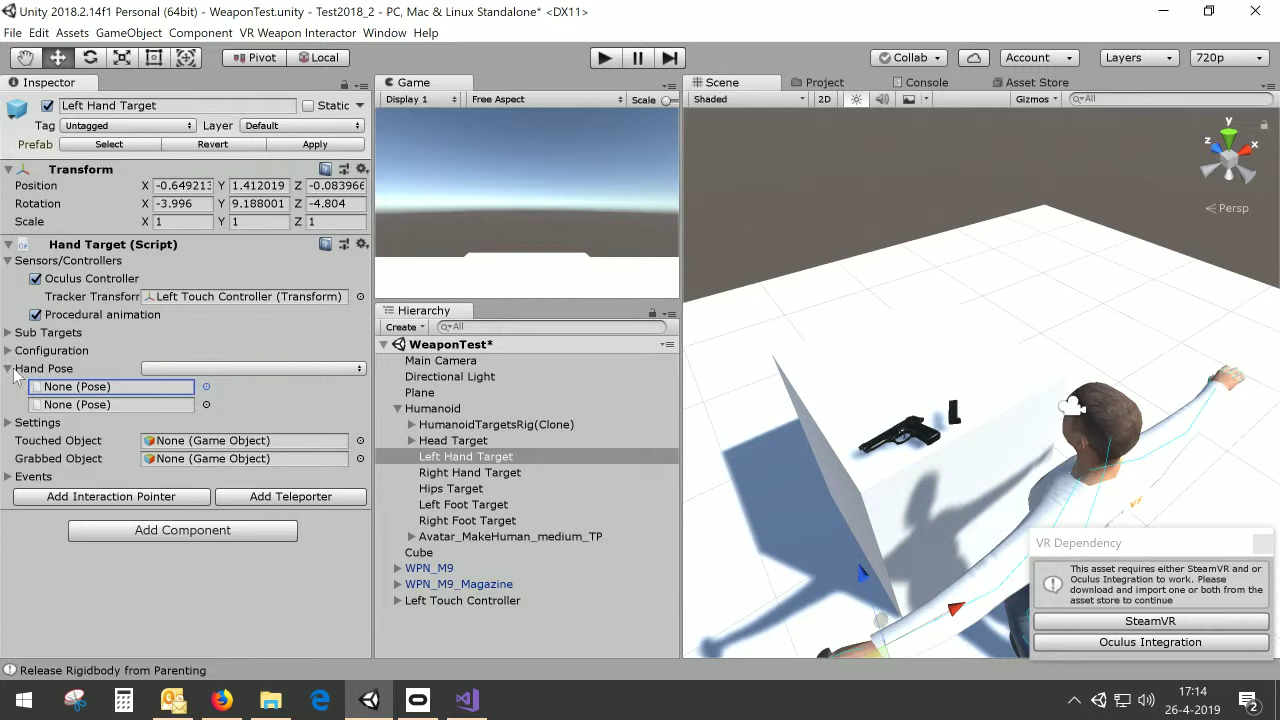 Unity 2018.2.14f1 Personal (64bit) - WeaponTest.unity - Test2018_2 - PC, Mac & Linux Standalone* <DX11>
File Edit Assets GameObject Component VR Weapon Interactor Window Help
Pivot Local Collab Account Layers 720p
Inspector
Left Hand Target Static
Tag Untagged Layer Default
Prefab Select Revert Apply
Transform
Position X -0.649213 Y 1.412019 Z -0.083966
Rotation X -3.996 Y 9.188001 Z -4.804
Scale X 1 Y 1 Z 1
Hand Target (Script)
Sensors/Controllers
Oculus Controller
Tracker Transform Left Touch Controller (Transform)
Procedural animation
Sub Targets
Configuration
Hand Pose
None (Pose)
None (Pose)
Settings
Touched Object None (Game Object)
Grabbed Object None (Game Object)
Events
Add Interaction Pointer Add Teleporter
Add Component
Game
Display 1 Free Aspect Scale
Hierarchy
Create All
WeaponTest*
Main Camera
Directional Light
Plane
Humanoid
HumanoidTargetsRig(Clone)
Head Target
Left Hand Target
Right Hand Target
Hips Target
Left Foot Target
Right Foot Target
Avatar_MakeHuman_medium_TP
Cube
WPN_M9
WPN_M9_Magazine
Left Touch Controller
Scene Project Console Asset Store
Shaded 2D Gizmos All
y
z x
Persp
VR Dependency
This asset requires either SteamVR and or
Oculus Integration to work. Please
download and import one or both from the
asset store to continue
SteamVR
Oculus Integration
Release Rigidbody from Parenting
17:14
26-4-2019
2